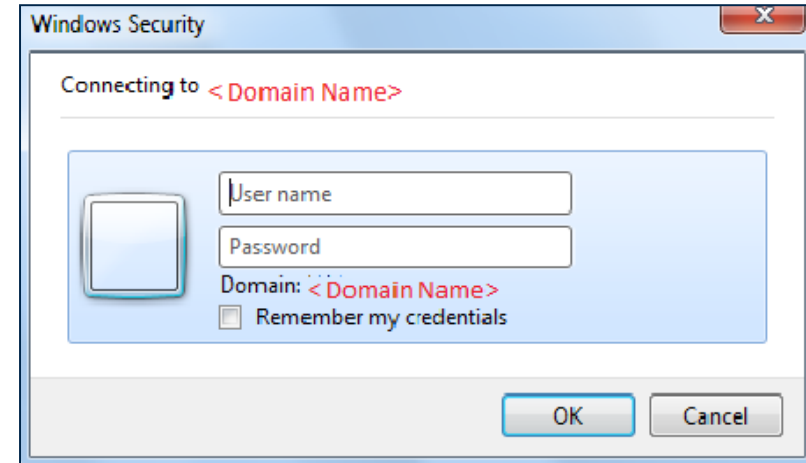 Windows Security
Connecting to <Domain Name>
User name
Password
Domain: <Domain Name>
Remember my credentials
OK Cancel